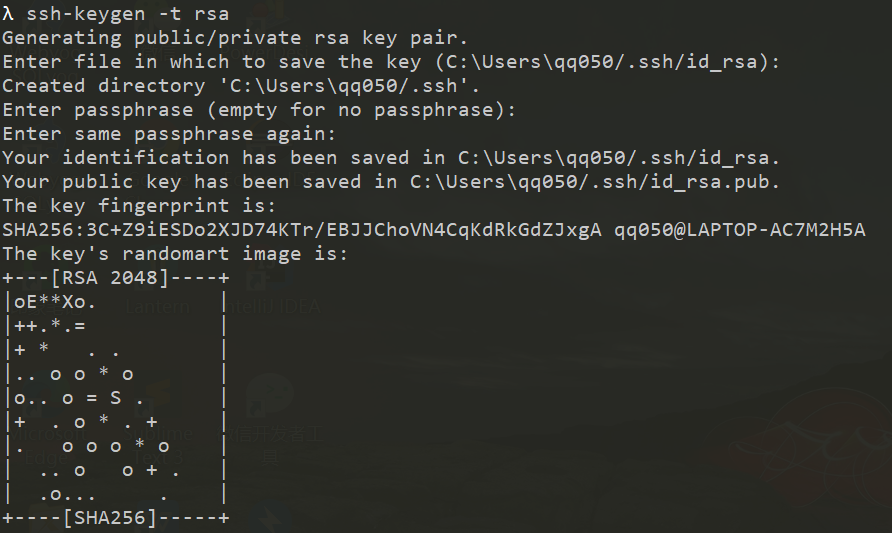 λ ssh-keygen -t rsa
Generating public/private rsa key pair.
Enter file in which to save the key (C:\Users\qq050/.ssh/id_rsa):
Created directory 'C:\Users\qq050/.ssh'.
Enter passphrase (empty for no passphrase):
Enter same passphrase again:
Your identification has been saved in C:\Users\qq050/.ssh/id_rsa.
Your public key has been saved in C:\Users\qq050/.ssh/id_rsa.pub.
The key fingerprint is:
SHA256:3C+Z9iESDo2XJD74KTr/EBJJChoVN4CqKdRkGdZJxgA qq050@LAPTOP-AC7M2H5A
The key's randomart image is:
+---[RSA 2048]----+
|oE**Xo.          |
|++.*.=           |
|+ *   . .        |
|.. o o * o       |
|o.. o = S .      |
|+  . o * . +     |
|.   o o o * o    |
|  .. o   o + .   |
|  .o...     .    |
+----[SHA256]-----+